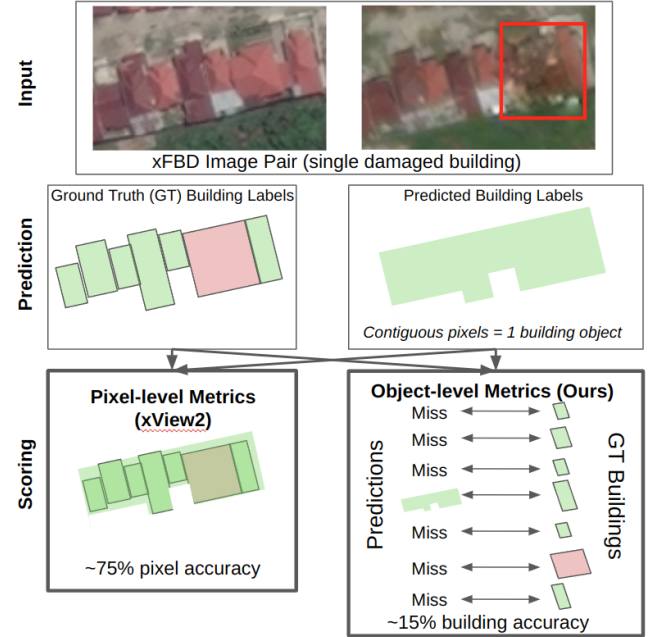 Input
xFBD Image Pair (single damaged building)
Prediction
Ground Truth (GT) Building Labels
Predicted Building Labels
Contiguous pixels = 1 building object
Scoring
Pixel-level Metrics
(xView2)
~75% pixel accuracy
Object-level Metrics (Ours)
Predictions
Miss
Miss
Miss
Miss
Miss
Miss
GT Buildings
~15% building accuracy